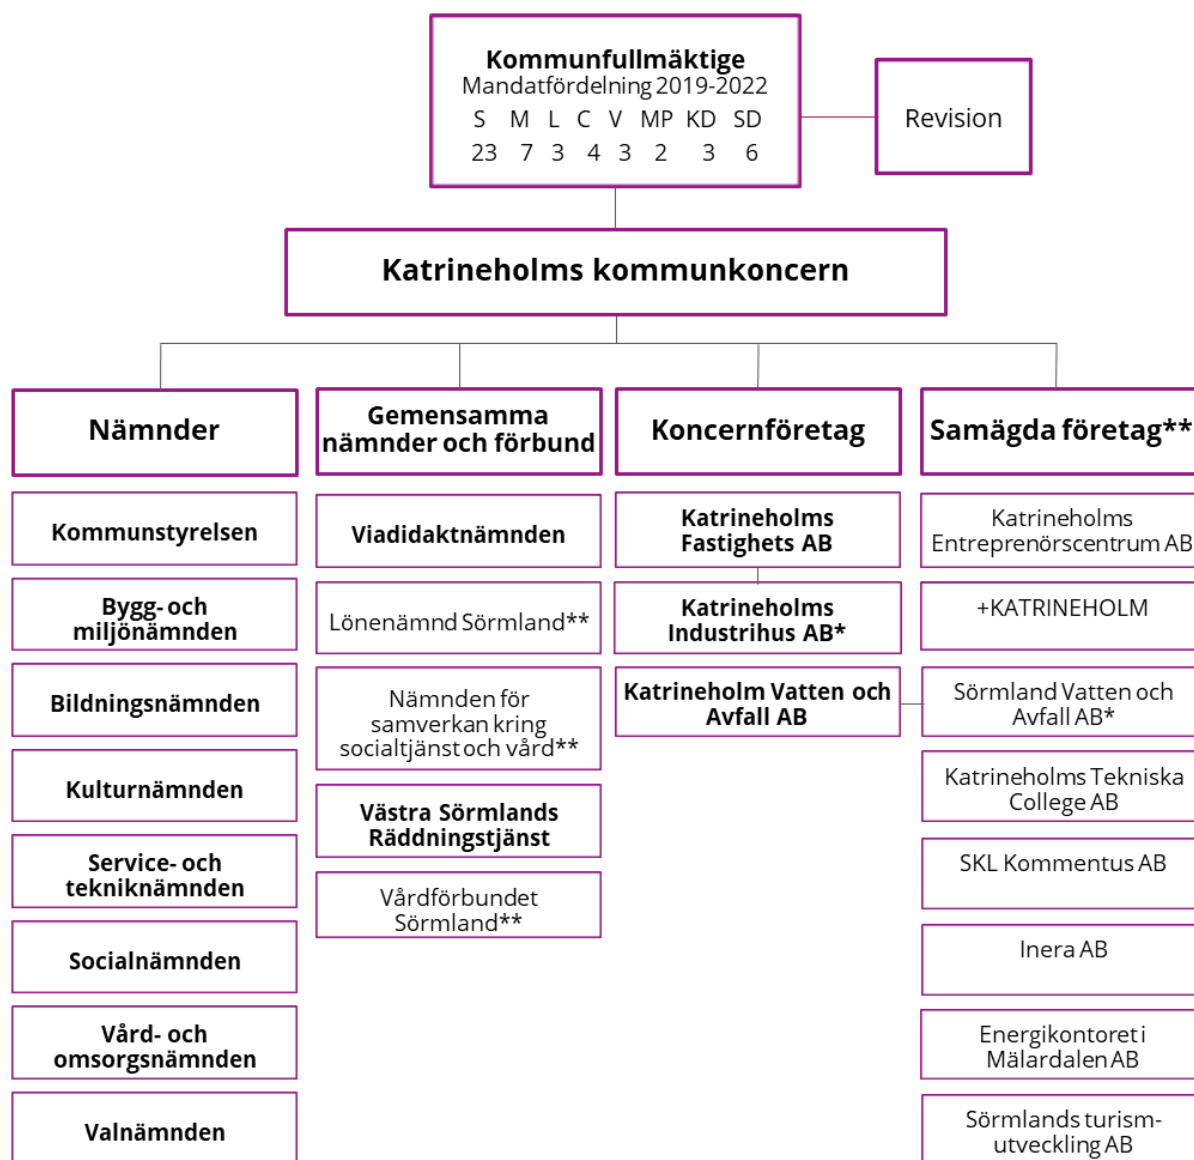 Kommunfullmäktige
Mandatfördelning 2019-2022
S M L C V MP KD SD
23 7 3 4 3 2 3 6
Revision
Katrineholms kommunkoncern
Nämnder
Kommunstyrelsen
Bygg- och
miljönämnden
Bildningsnämnden
Kulturnämnden
Service- och
tekniknämnden
Socialnämnden
Vård- och
omsorgsnämnden
Valnämnden
Gemensamma
nämnder och förbund
Viadidaktnämnden
Lönenämnd Sörmland**
Nämnden för
samverkan kring
socialtjänst och vård**
Västra Sörmlands
Räddningstjänst
Vårdförbundet
Sörmland**
Koncernföretag
Katrineholms
Fastighets AB
Katrineholms
Industrihus AB*
Katrineholm Vatten och
Avfall AB
Samägda företag**
Katrineholms
Entreprenörscentrum AB
+KATRINEHOLM
Sörmland Vatten och
Avfall AB*
Katrineholms Tekniska
College AB
SKL Kommentus AB
Inera AB
Energikontoret i
Mälardalen AB
Sörmlands turism-
utveckling AB